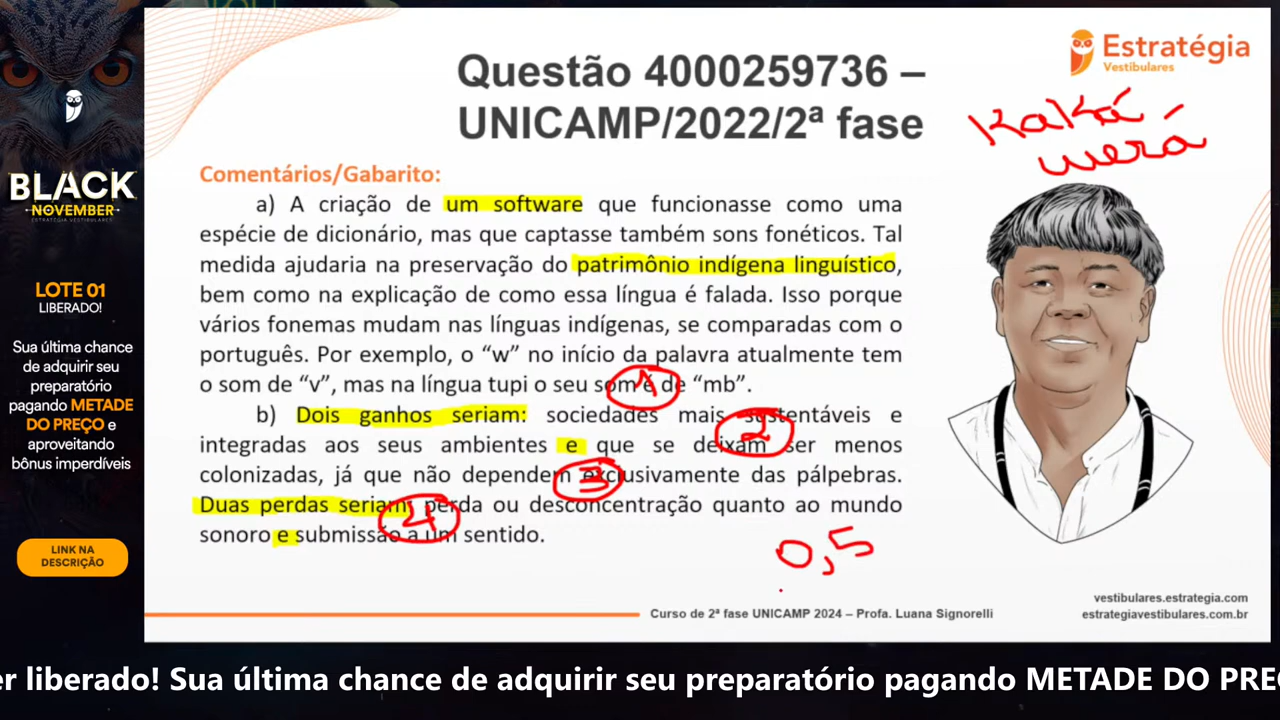 Questão 4000259736 –
UNICAMP/2022/2ª fase
Estratégia
Vestibulares
Kaká
Werá
Comentários/Gabarito:
a) A criação de um software que funcionasse como uma
espécie de dicionário, mas que captasse também sons fonéticos. Tal
medida ajudaria na preservação do patrimônio indígena linguístico,
bem como na explicação de como essa língua é falada. Isso porque
vários fonemas mudam nas línguas indígenas, se comparadas com o
português. Por exemplo, o “w” no início da palavra atualmente tem
o som de “v”, mas na língua tupi o seu som é de “mb”.
1
b) Dois ganhos seriam: sociedades mais sustentáveis e
2
integradas aos seus ambientes e que se deixam ser menos
colonizadas, já que não dependem exclusivamente das pálpebras.
3
Duas perdas seriam: perda ou desconcentração quanto ao mundo
4
sonoro e submissão a um sentido.
0,5
Curso de 2ª fase UNICAMP 2024 – Profa. Luana Signorelli
vestibulares.estrategia.com
estrategiavestibulares.com.br
BLACK
NOVEMBER
ESTRATÉGIA VESTIBULARES
LOTE 01
LIBERADO!
Sua última chance
de adquirir seu
preparatório
pagando METADE
DO PREÇO e
aproveitando
bônus imperdíveis
LINK NA
DESCRIÇÃO
er liberado! Sua última chance de adquirir seu preparatório pagando METADE DO PREÇ